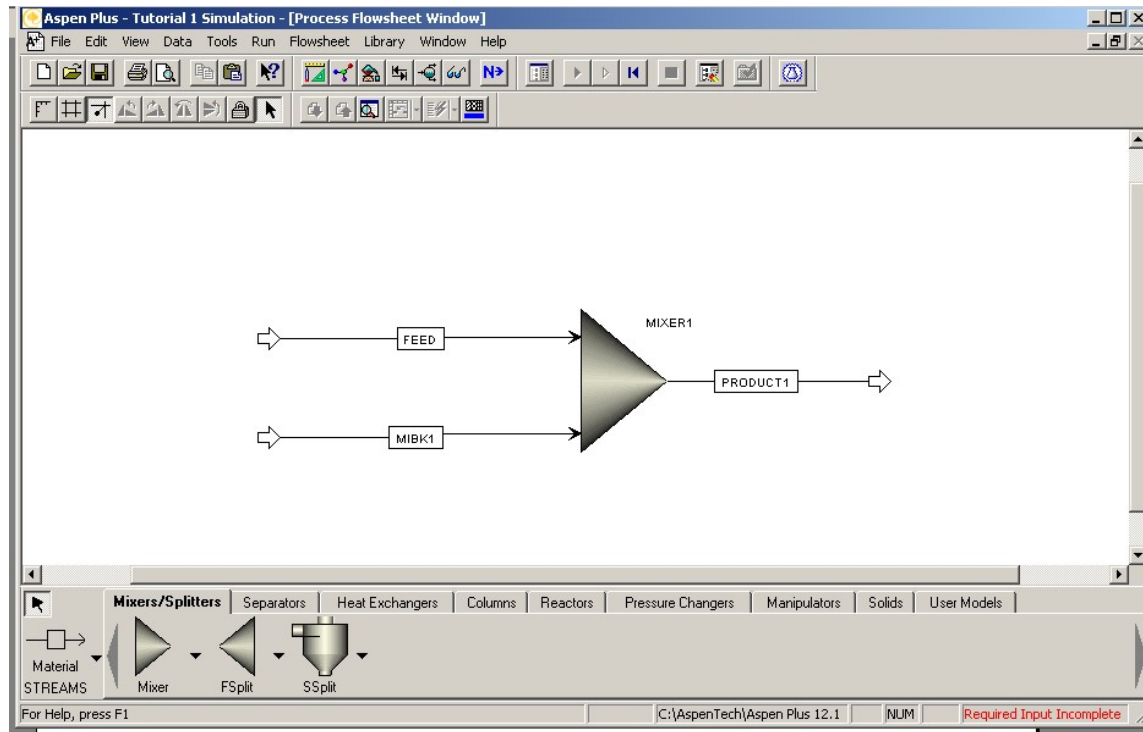 Aspen Plus - Tutorial 1 Simulation - [Process Flowsheet Window]
File Edit View Data Tools Run Flowsheet Library Window Help
N>
MIXER1
FEED
PRODUCT1
MIBK1
Mixers/Splitters Separators Heat Exchangers Columns Reactors Pressure Changers Manipulators Solids User Models
Material
STREAMS Mixer FSplit SSplit
For Help, press F1 C:\AspenTech\Aspen Plus 12.1 NUM Required Input Incomplete